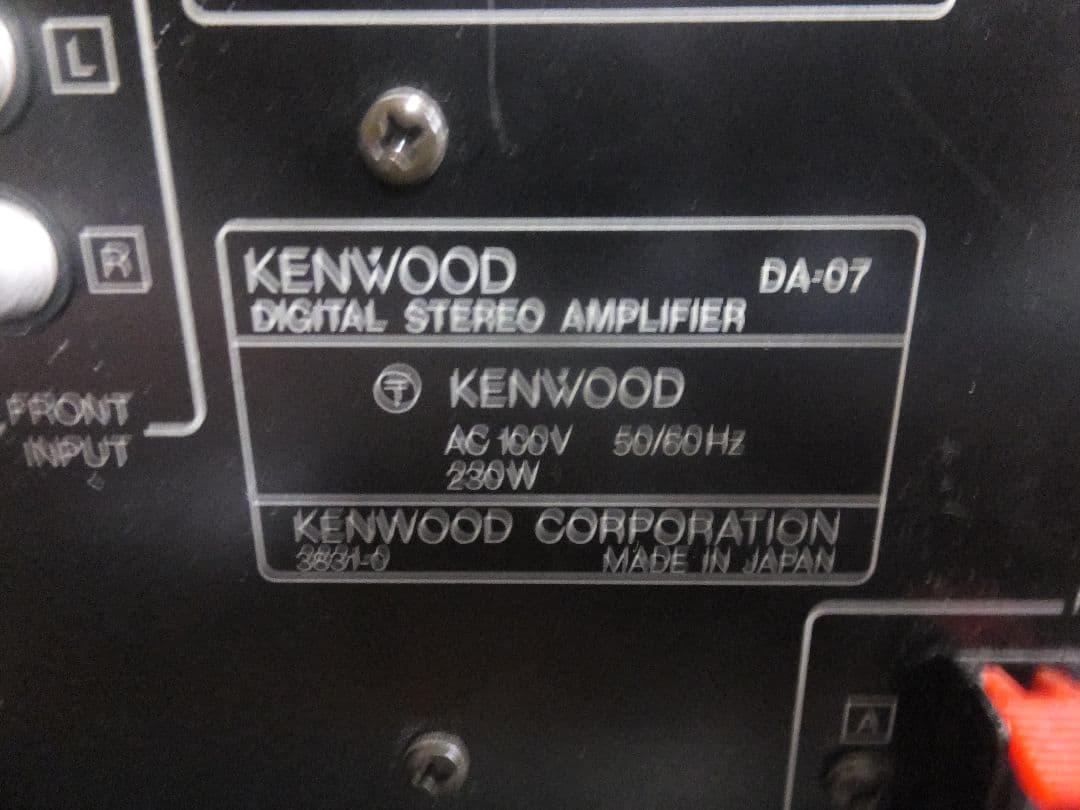 L
R
FRONT
INPUT
KENWOOD DA-07
DIGITAL STEREO AMPLIFIER
〒 KENWOOD
AC 100V 50/60Hz
230W
KENWOOD CORPORATION
3831-0 MADE IN JAPAN
A